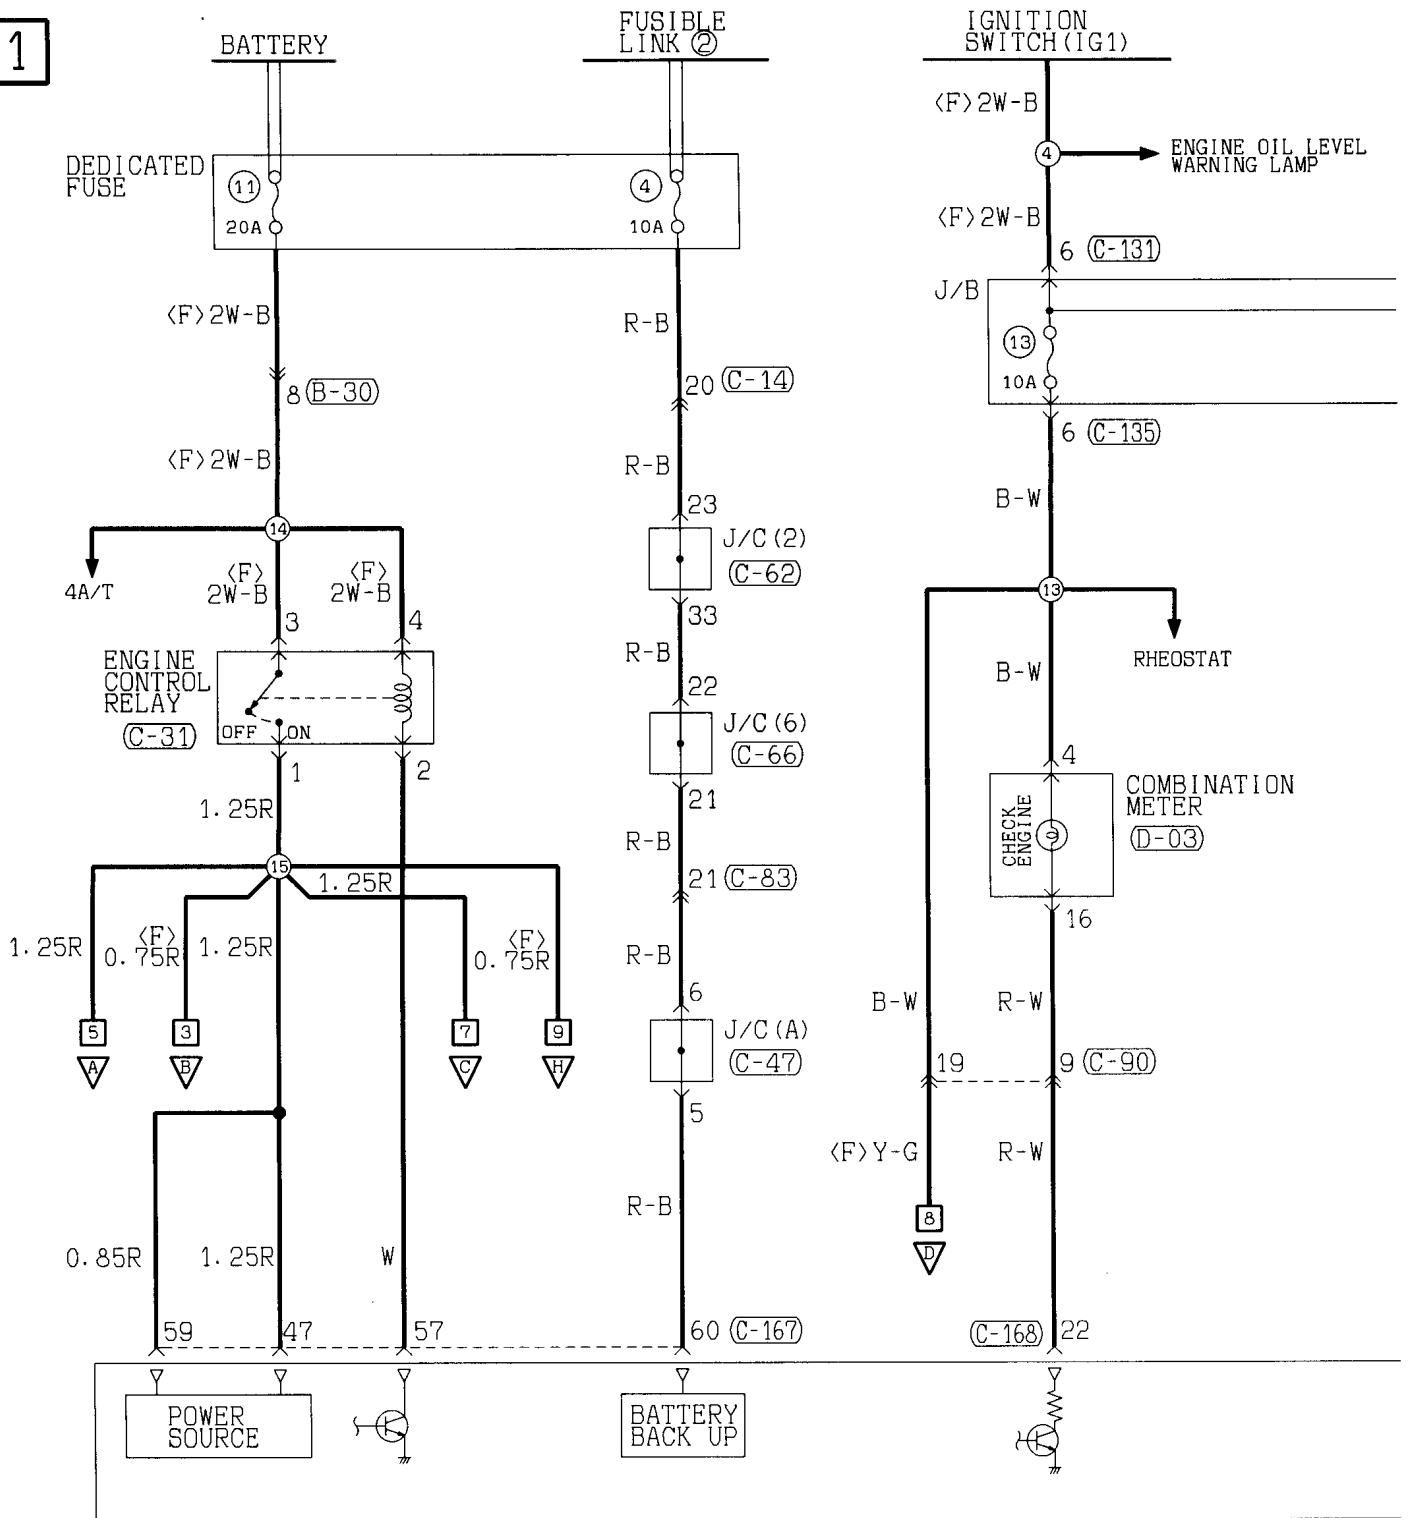 1
BATTERY
FUSIBLE
LINK ②
IGNITION
SWITCH(IG1)
<F>2W-B
4
ENGINE OIL LEVEL
WARNING LAMP
DEDICATED
FUSE
11
20A
4
10A
<F>2W-B
6 C-131
J/B
13
10A
<F>2W-B
R-B
8 B-30
20 C-14
6 C-135
<F>2W-B
R-B
B-W
23
14
J/C(2)
C-62
4A/T
<F>
2W-B
<F>
2W-B
3
4
33
13
RHEOSTAT
ENGINE
CONTROL
RELAY
C-31
OFF
ON
R-B
B-W
22
J/C(6)
C-66
1
2
21
4
1.25R
R-B
CHECK
ENGINE
COMBINATION
METER
D-03
15
1.25R
21 C-83
16
1.25R
<F>
0.75R
1.25R
<F>
0.75R
R-B
6
B-W
R-W
5
3
7
9
A
B
C
H
J/C(A)
C-47
19
9 C-90
5
<F>Y-G
R-W
R-B
8
D
0.85R
1.25R
W
59
47
57
60 C-167
C-168 22
POWER
SOURCE
BATTERY
BACK UP